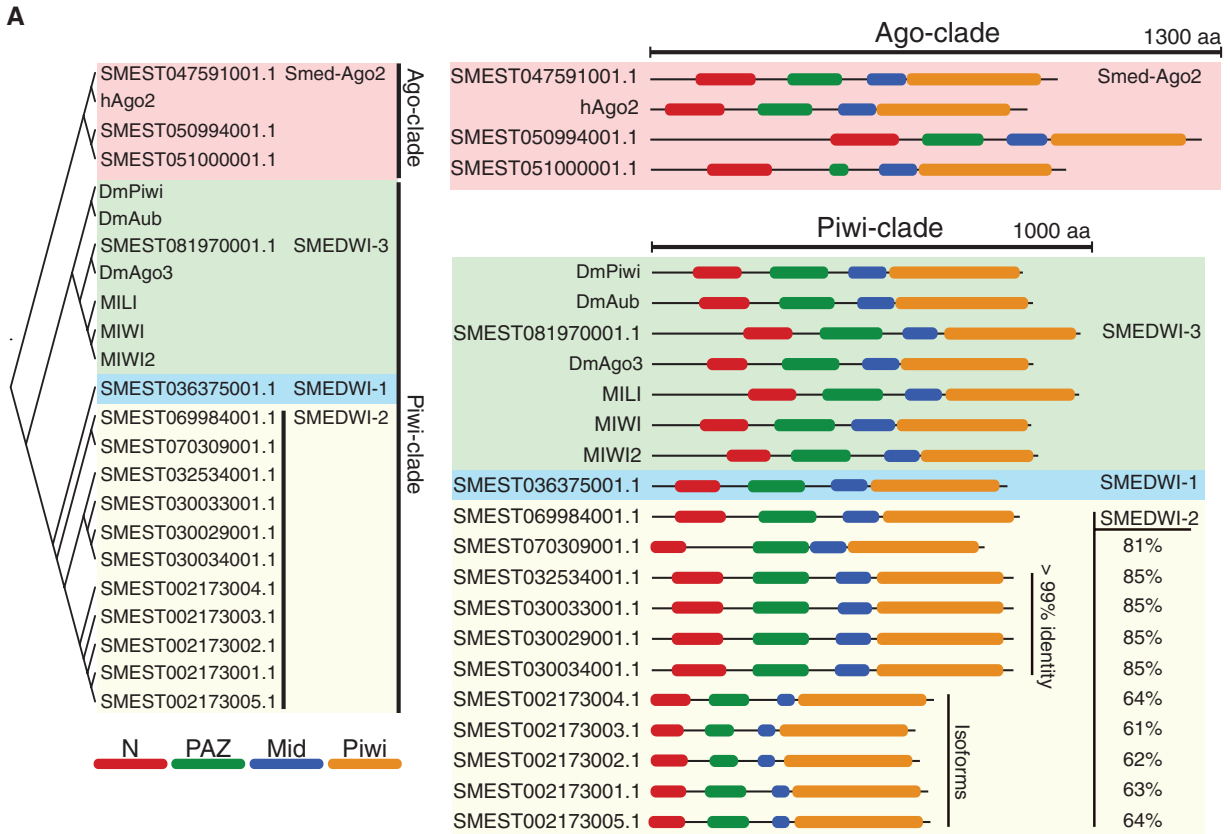 A
SMEST047591001.1 Smed-Ago2
hAgo2
SMEST050994001.1
SMEST051000001.1
Ago-clade
DmPiwi
DmAub
SMEST081970001.1 SMEDWI-3
DmAgo3
MILI
MIWI
MIWI2
SMEST036375001.1 SMEDWI-1
SMEST069984001.1 SMEDWI-2
SMEST070309001.1
SMEST032534001.1
SMEST030033001.1
SMEST030029001.1
SMEST030034001.1
SMEST002173004.1
SMEST002173003.1
SMEST002173002.1
SMEST002173001.1
SMEST002173005.1
Piwi-clade
N PAZ Mid Piwi
Ago-clade 1300 aa
SMEST047591001.1 Smed-Ago2
hAgo2
SMEST050994001.1
SMEST051000001.1
Piwi-clade 1000 aa
DmPiwi
DmAub
SMEST081970001.1 SMEDWI-3
DmAgo3
MILI
MIWI
MIWI2
SMEST036375001.1 SMEDWI-1
SMEST069984001.1 SMEDWI-2
SMEST070309001.1 81%
SMEST032534001.1 85%
SMEST030033001.1 85%
SMEST030029001.1 85%
SMEST030034001.1 85%
> 99% identity
SMEST002173004.1 64%
SMEST002173003.1 61%
SMEST002173002.1 62%
SMEST002173001.1 63%
SMEST002173005.1 64%
Isoforms